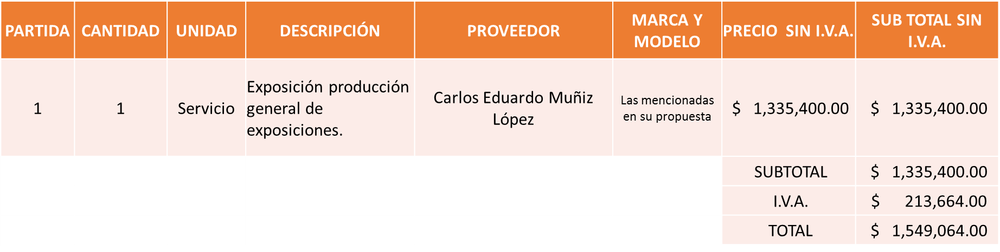 PARTIDA CANTIDAD UNIDAD DESCRIPCIÓN PROVEEDOR MARCA Y MODELO PRECIO SIN I.V.A. SUB TOTAL SIN I.V.A.
1 1 Servicio Exposición producción general de exposiciones. Carlos Eduardo Muñiz López Las mencionadas en su propuesta $ 1,335,400.00 $ 1,335,400.00
SUBTOTAL $ 1,335,400.00
I.V.A. $ 213,664.00
TOTAL $ 1,549,064.00